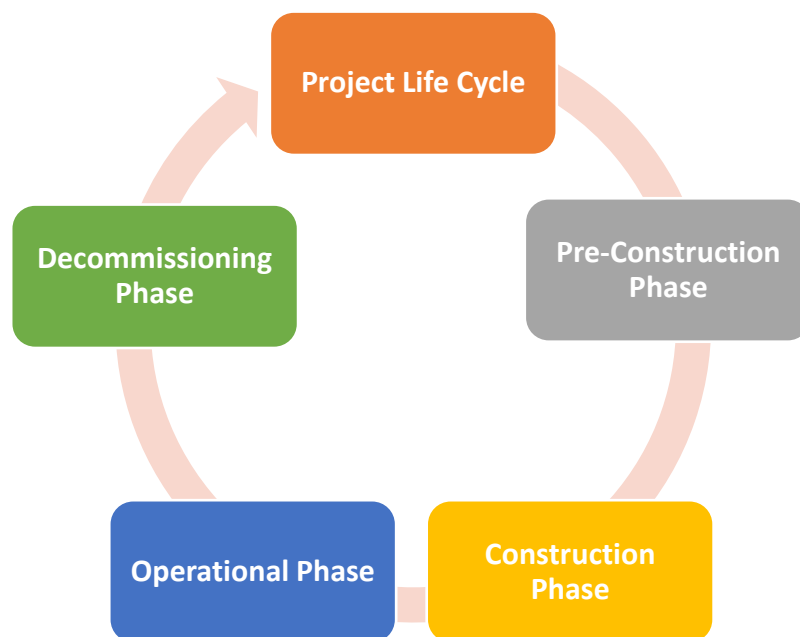 Project Life Cycle
Pre-Construction
Phase
Construction
Phase
Operational Phase
Decommissioning
Phase